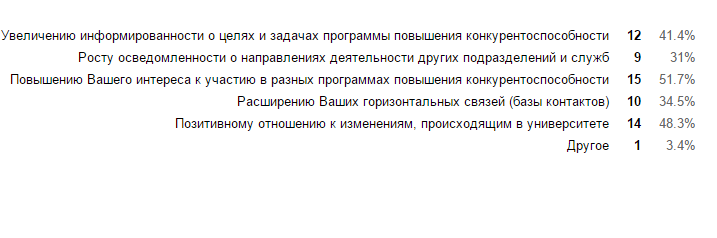 Увеличению информированности о целях и задачах программы повышения конкурентоспособности 12 41.4%
Росту осведомленности о направлениях деятельности других подразделений и служб 9 31%
Повышению Вашего интереса к участию в разных программах повышения конкурентоспособности 15 51.7%
Расширению Ваших горизонтальных связей (базы контактов) 10 34.5%
Позитивному отношению к изменениям, происходящим в университете 14 48.3%
Другое 1 3.4%